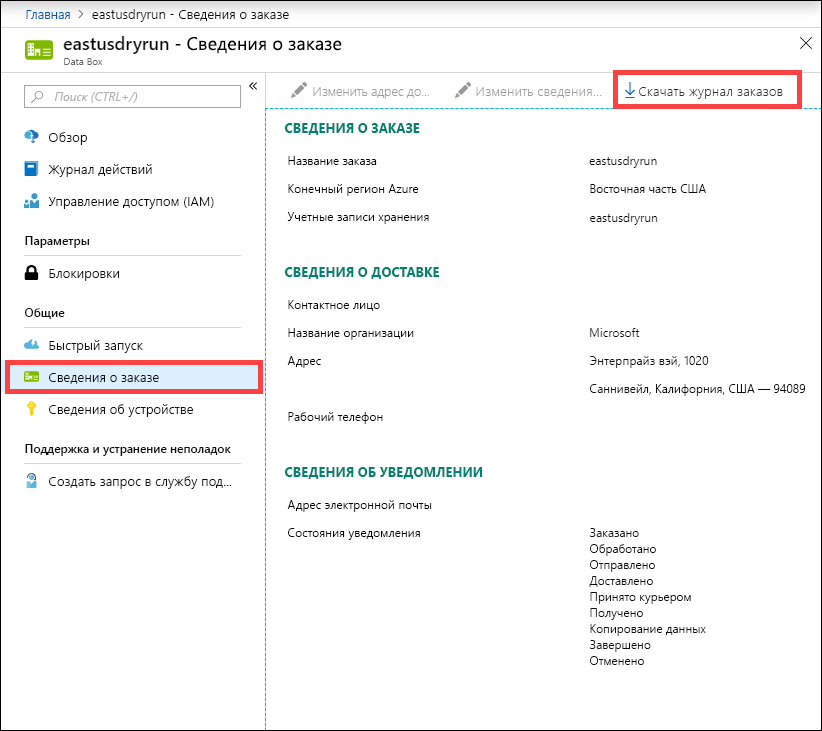 Главная > eastusdryrun - Сведения о заказе
eastusdryrun - Сведения о заказе
Data Box
Поиск (CTRL+/)
«
Обзор
Журнал действий
Управление доступом (IAM)
Параметры
Блокировки
Общие
Быстрый запуск
Сведения о заказе
Сведения об устройстве
Поддержка и устранение неполадок
Создать запрос в службу под...
Изменить адрес до... Изменить сведения... Скачать журнал заказов
СВЕДЕНИЯ О ЗАКАЗЕ
Название заказа eastusdryrun
Конечный регион Azure Восточная часть США
Учетные записи хранения eastusdryrun
СВЕДЕНИЯ О ДОСТАВКЕ
Контактное лицо
Название организации Microsoft
Адрес Энтерпрайз вэй, 1020
Саннивейл, Калифорния, США — 94089
Рабочий телефон
СВЕДЕНИЯ ОБ УВЕДОМЛЕНИИ
Адрес электронной почты
Состояния уведомления Заказано
Обработано
Отправлено
Доставлено
Принято курьером
Получено
Копирование данных
Завершено
Отменено